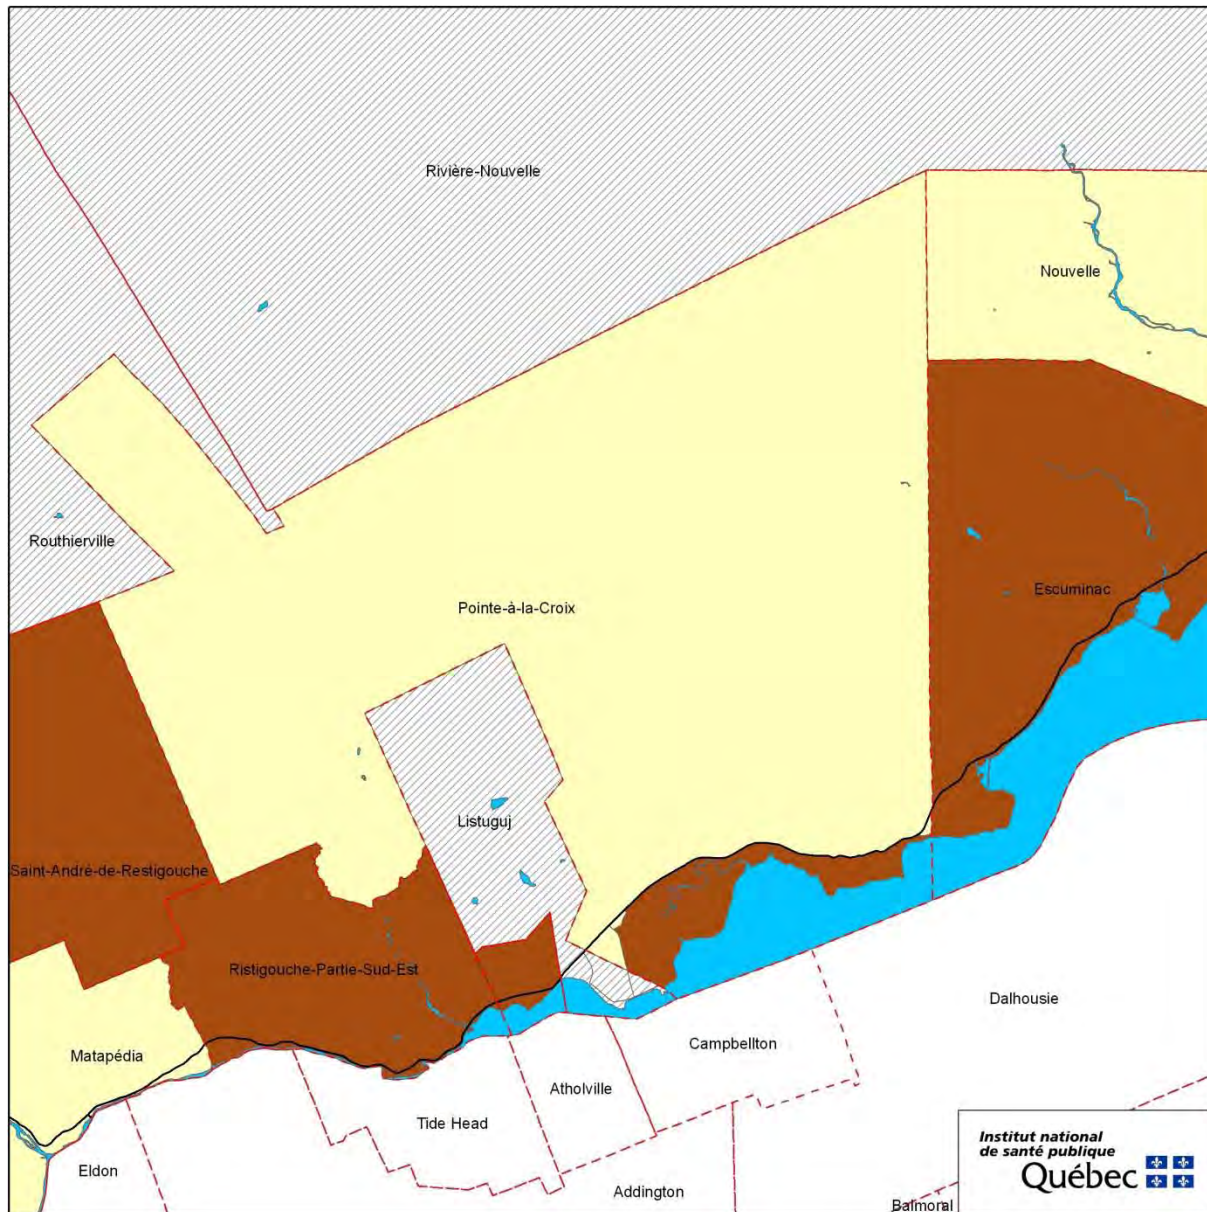 Rivière-Nouvelle
Nouvelle
Routhierville
Escuminac
Pointe-à-la-Croix
Listuguj
Saint-André-de-Restigouche
Ristigouche-Partie-Sud-Est
Dalhousie
Matapédia
Campbellton
Atholville
Tide Head
Eldon
Addington
Balmoral
Institut national
de santé publique
Québec